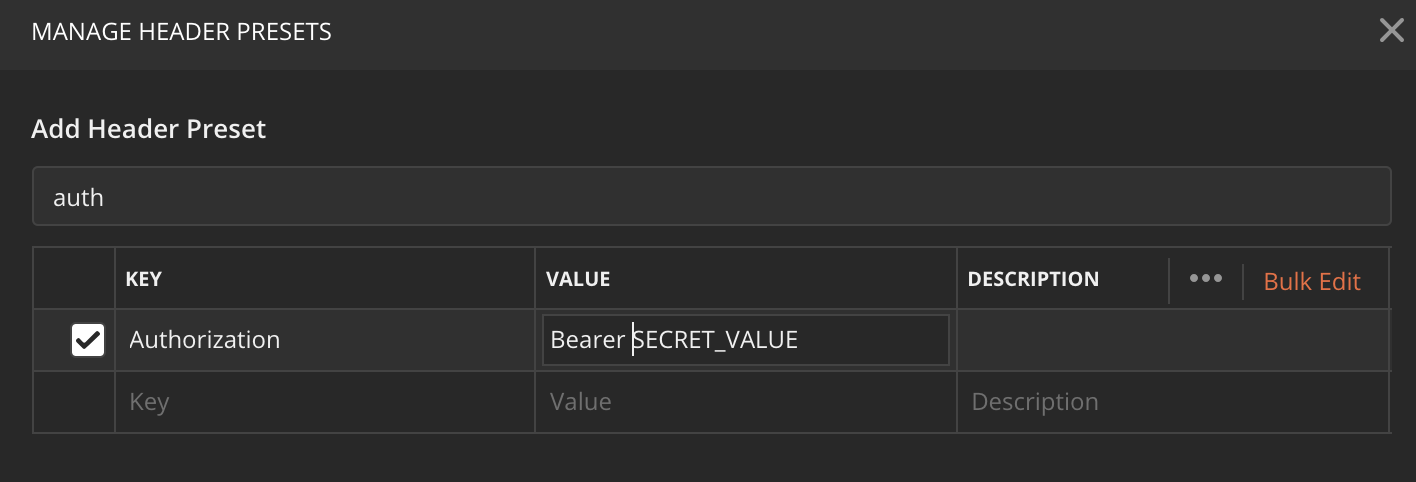 MANAGE HEADER PRESETS
Add Header Preset
auth
KEY VALUE DESCRIPTION ••• Bulk Edit
Authorization Bearer SECRET_VALUE
Key Value Description